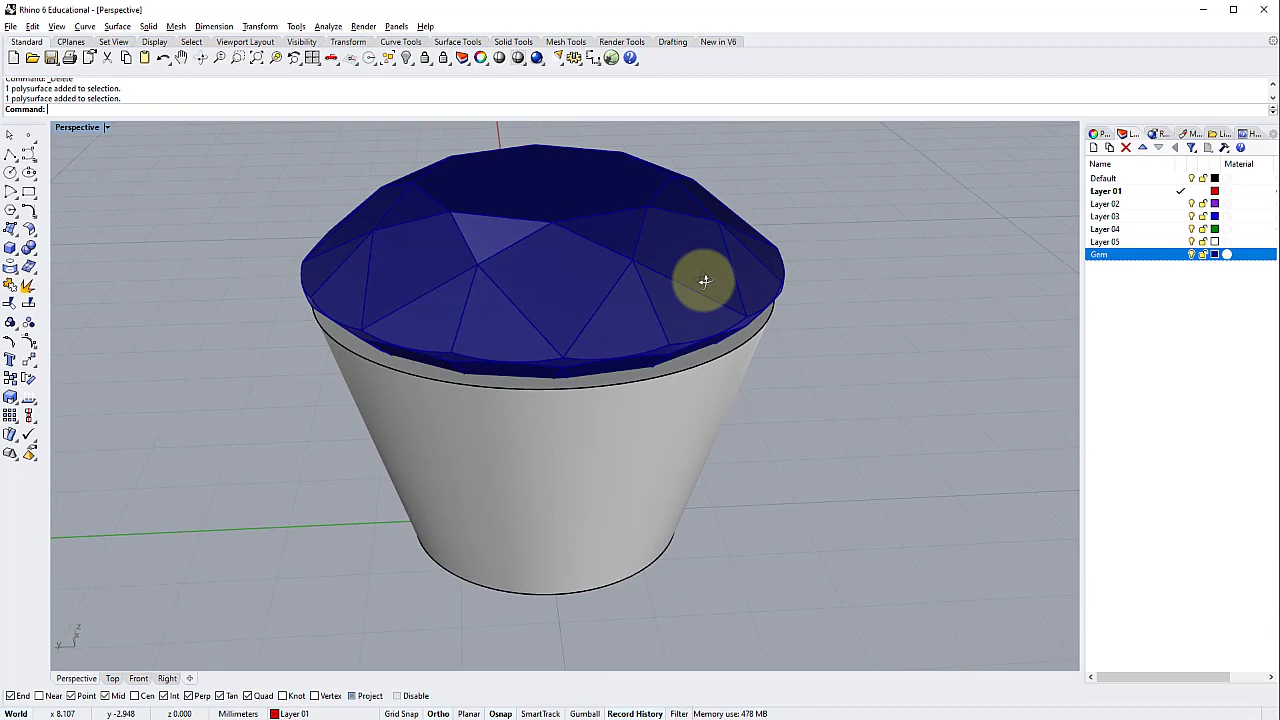 Rhino 6 Educational - [Perspective]
File Edit View Curve Surface Solid Mesh Dimension Transform Tools Analyze Render Panels Help
Standard CPlanes Set View Display Select Viewport Layout Visibility Transform Curve Tools Surface Tools Solid Tools Mesh Tools Render Tools Drafting New in V6
Command: _Delete
1 polysurface added to selection.
1 polysurface added to selection.
Command:
Perspective
P... L... R... M... Li... H...
Name Material
Default
Layer 01
Layer 02
Layer 03
Layer 04
Layer 05
Gem
z
x
y
Perspective Top Front Right
End Near Point Mid Cen Int Perp Tan Quad Knot Vertex Project Disable
World x 8.107 y -2.948 z 0.000 Millimeters Layer 01 Grid Snap Ortho Planar Osnap SmartTrack Gumball Record History Filter Memory use: 478 MB